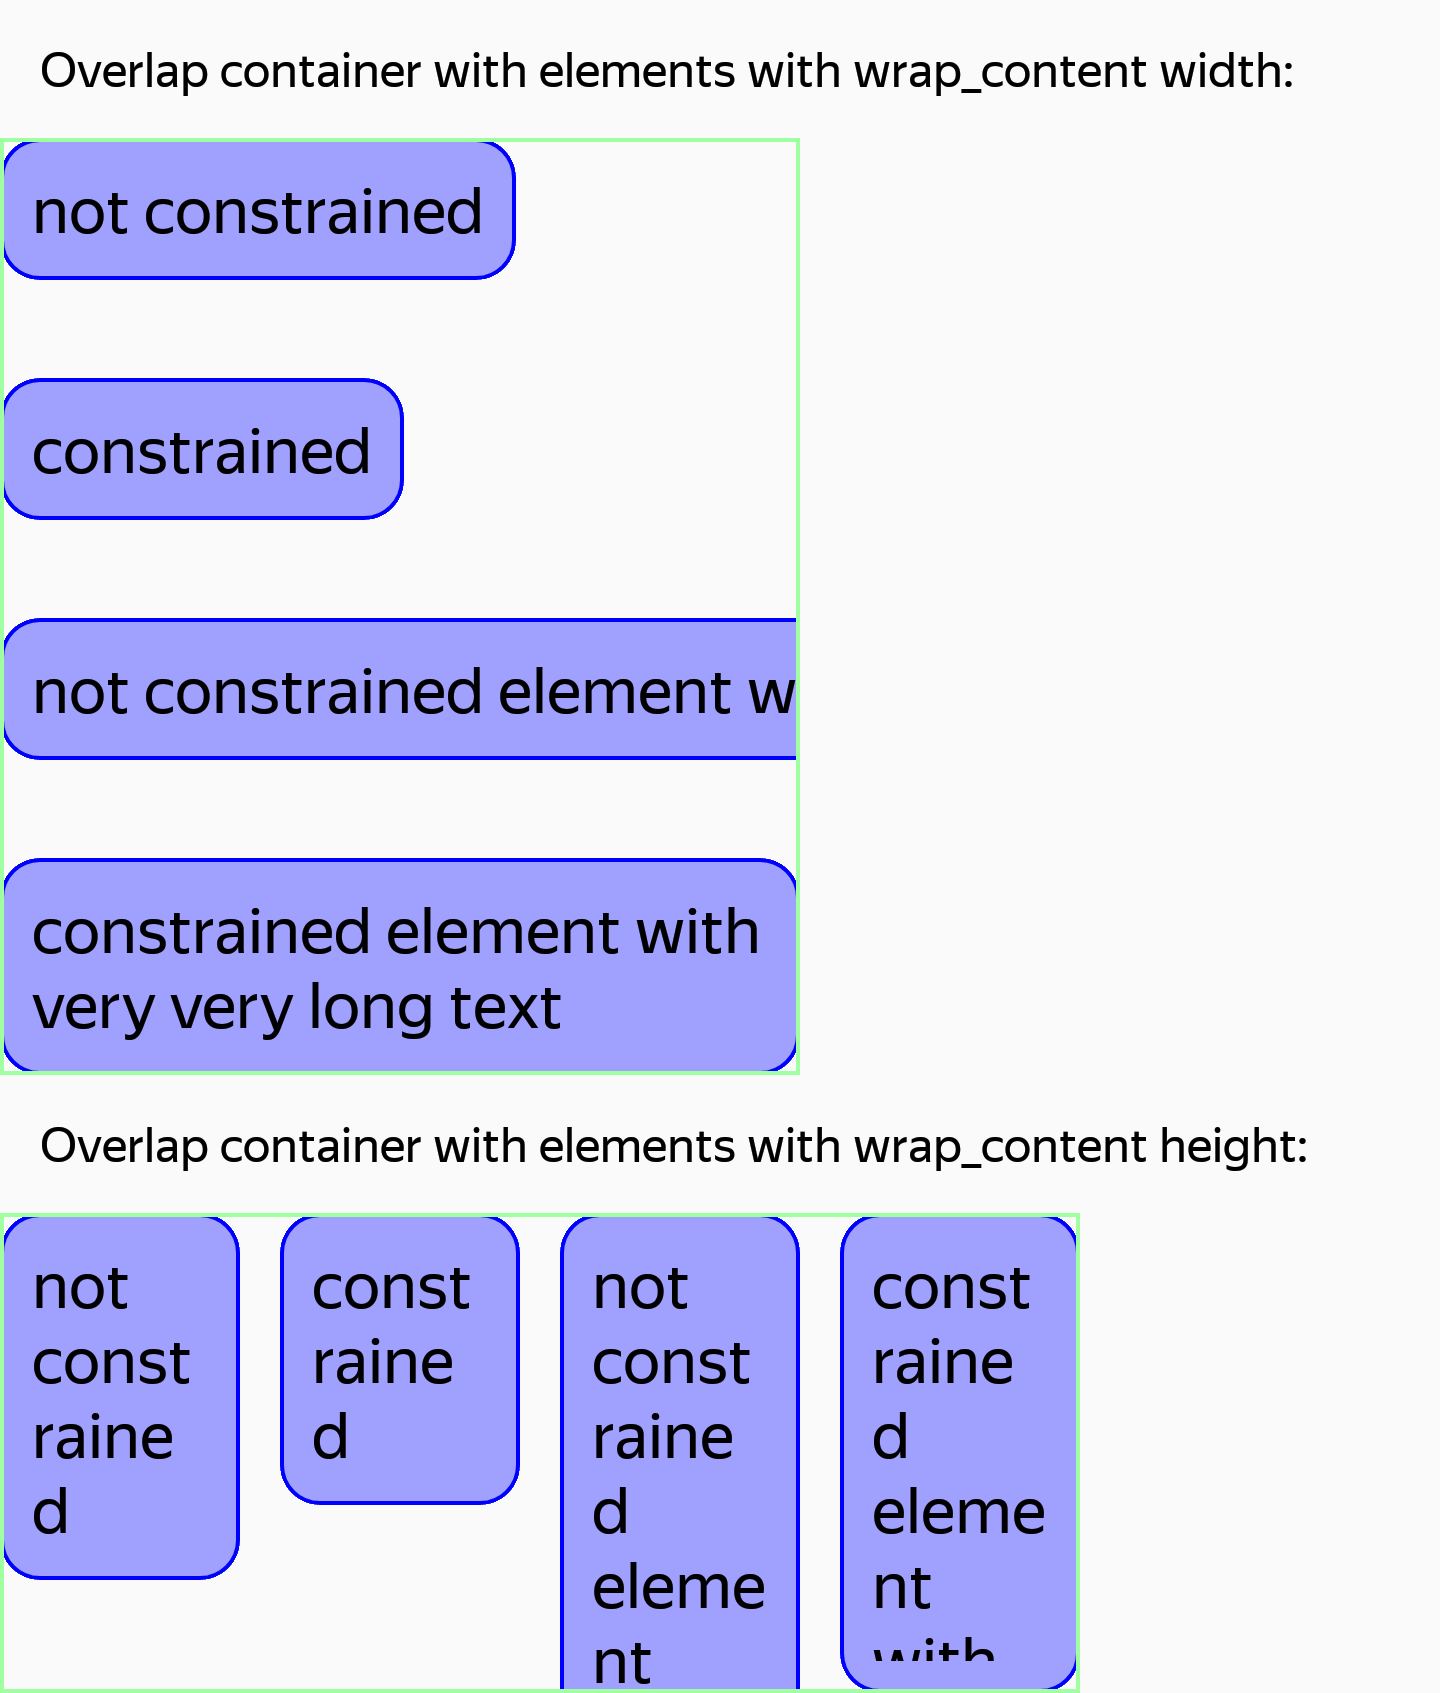 Overlap container with elements with wrap_content width:
not constrained
constrained
not constrained element w
constrained element with
very very long text
Overlap container with elements with wrap_content height:
not
const
raine
d
const
raine
d
not
const
raine
d
eleme
nt
const
raine
d
eleme
nt
with